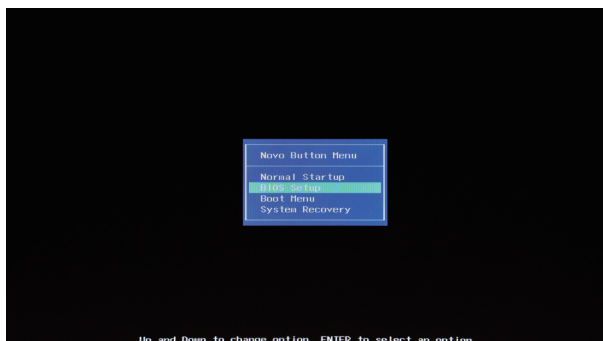 Novo Button Menu
Normal Startup
BIOS Setup
Boot Menu
System Recovery
Up and Down to change option, ENTER to select an option